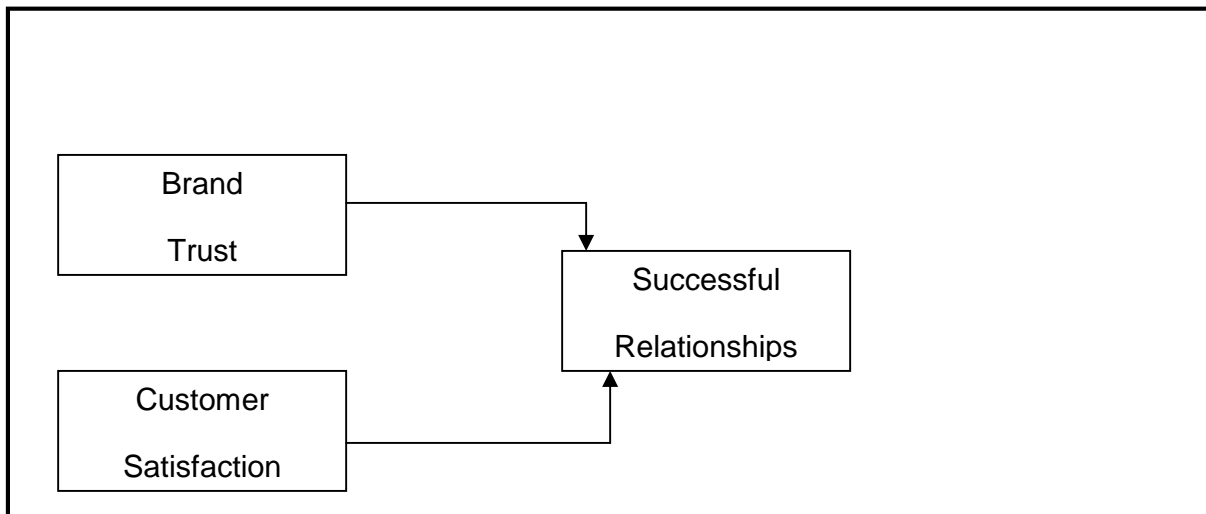 Brand
Trust
Successful
Relationships
Customer
Satisfaction